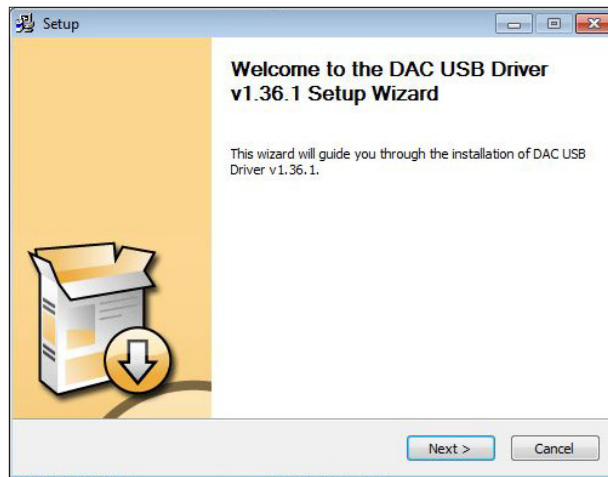 Setup
Welcome to the DAC USB Driver
v1.36.1 Setup Wizard
This wizard will guide you through the installation of DAC USB
Driver v1.36.1.
Next >
Cancel